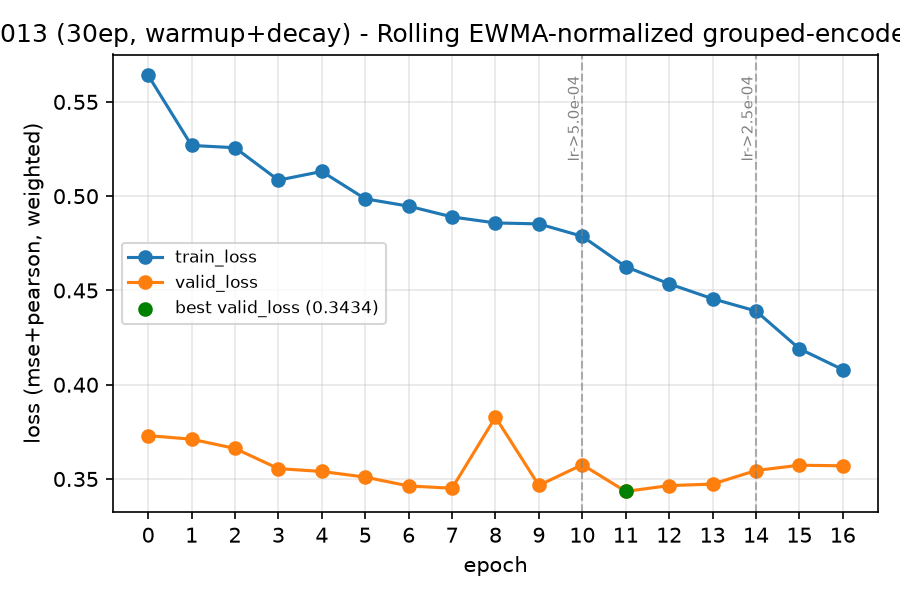 013 (30ep, warmup+decay) - Rolling EWMA-normalized grouped-encode
lr->5.0e-04
lr->2.5e-04
0.55
0.50
0.45
0.40
0.35
loss (mse+pearson, weighted)
train_loss
valid_loss
best valid_loss (0.3434)
0 1 2 3 4 5 6 7 8 9 10 11 12 13 14 15 16
epoch